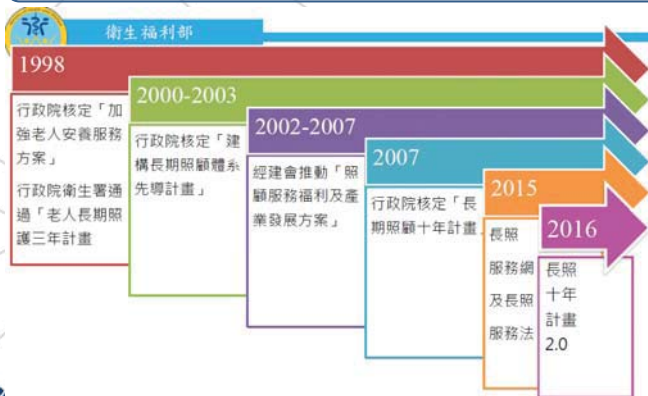 衛生福利部
1998
行政院核定「加
強老人安養服務
方案」
行政院衛生署通
過「老人長期照
護三年計畫
2000-2003
行政院核定「建
構長期照顧體系
先導計畫」
2002-2007
經建會推動「照
顧服務福利及產
業發展方案」
2007
行政院核定「長
期照顧十年計畫」
2015
長照
服務網
及長照
服務法
2016
長照
十年
計畫
2.0